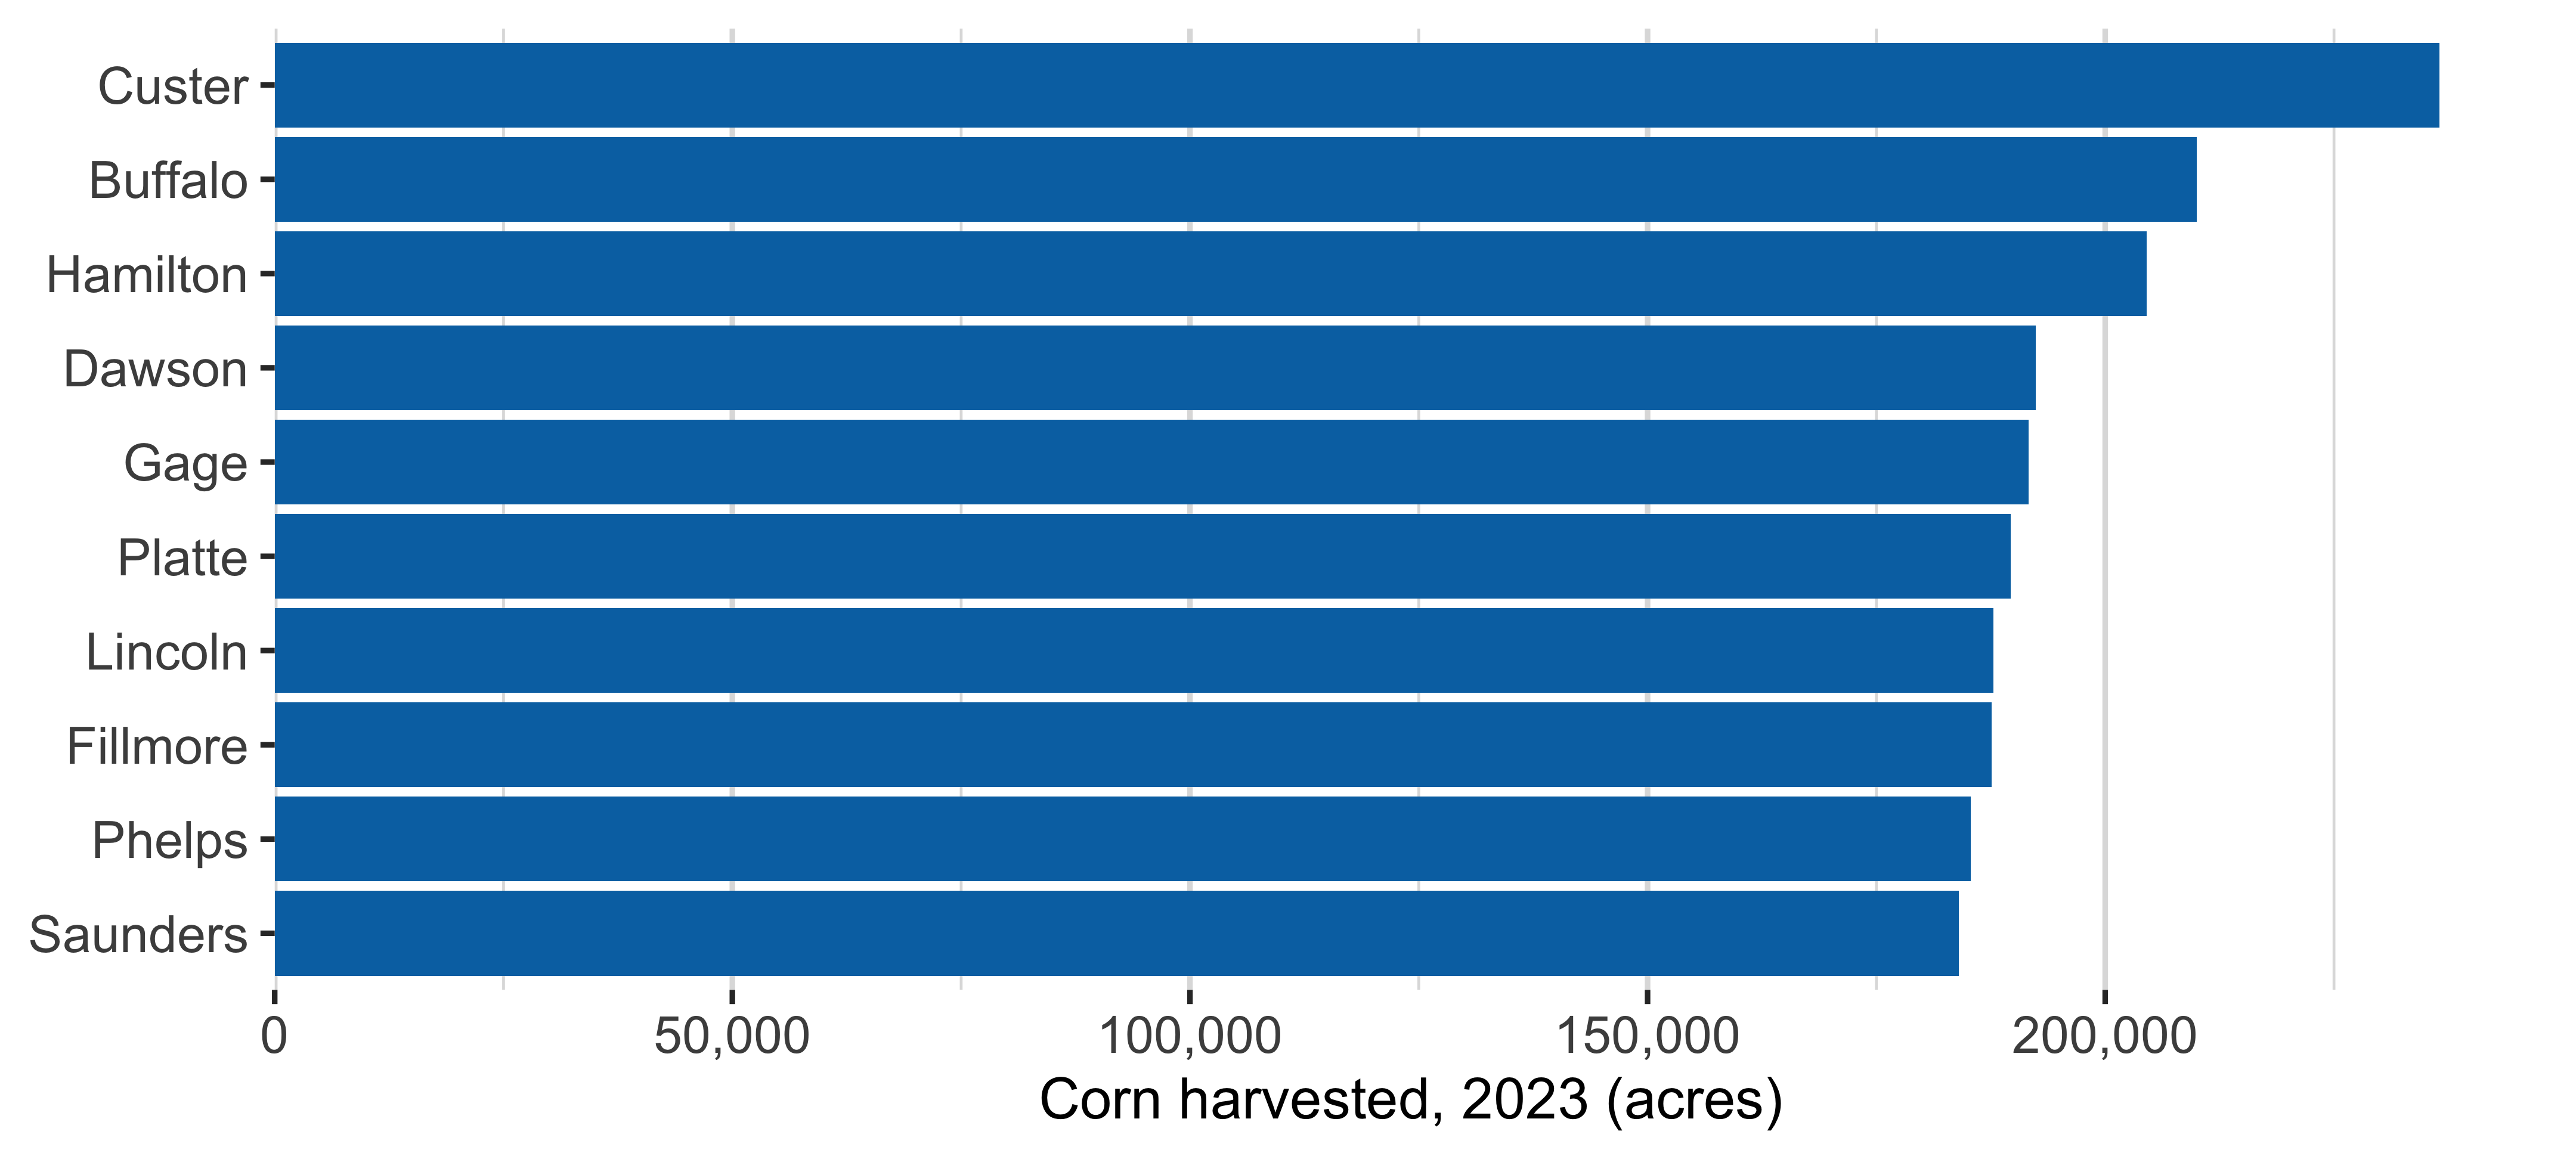 Custer
Buffalo
Hamilton
Dawson
Gage
Platte
Lincoln
Fillmore
Phelps
Saunders
0 50,000 100,000 150,000 200,000
Corn harvested, 2023 (acres)